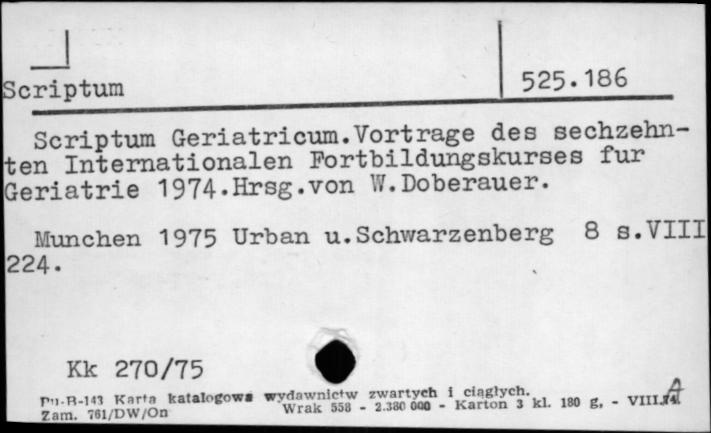 Scriptum
525.186
Scriptum Geriatricum.Vortrage des sechzehn-
ten Internationalen Fortbildungskurses fur
Geriatrie 1974.Hrsg.von W.Doberauer.
Munchen 1975 Urban u.Schwarzenberg 8 s.VIII
224.
Kk 270/75
Pu-B-143 Karta katalogowa wydawnictw zwartych i ciągłych.
Zam. 761/DW/On Wrak 558 - 2.380 000 - Karton 3 kl. 180 g. - VIII.74. A